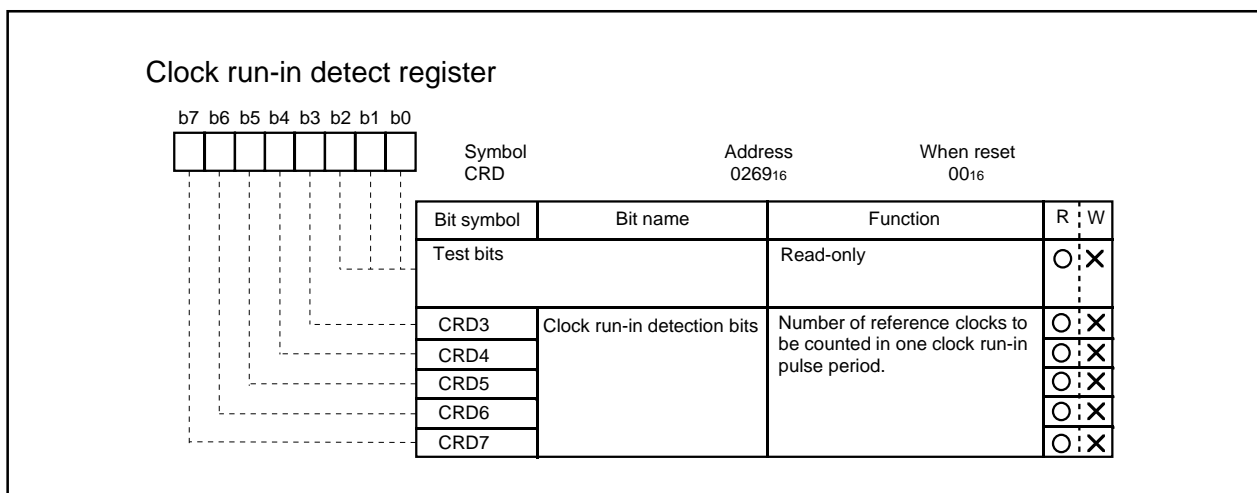 Clock run-in detect register
b7 b6 b5 b4 b3 b2 b1 b0
Symbol Address When reset
CRD 026916 0016
Bit symbol Bit name Function R W
Test bits Read-only O X
CRD3 Clock run-in detection bits Number of reference clocks to O X
be counted in one clock run-in
CRD4 O X
pulse period.
CRD5 O X
CRD6 O X
CRD7 O X